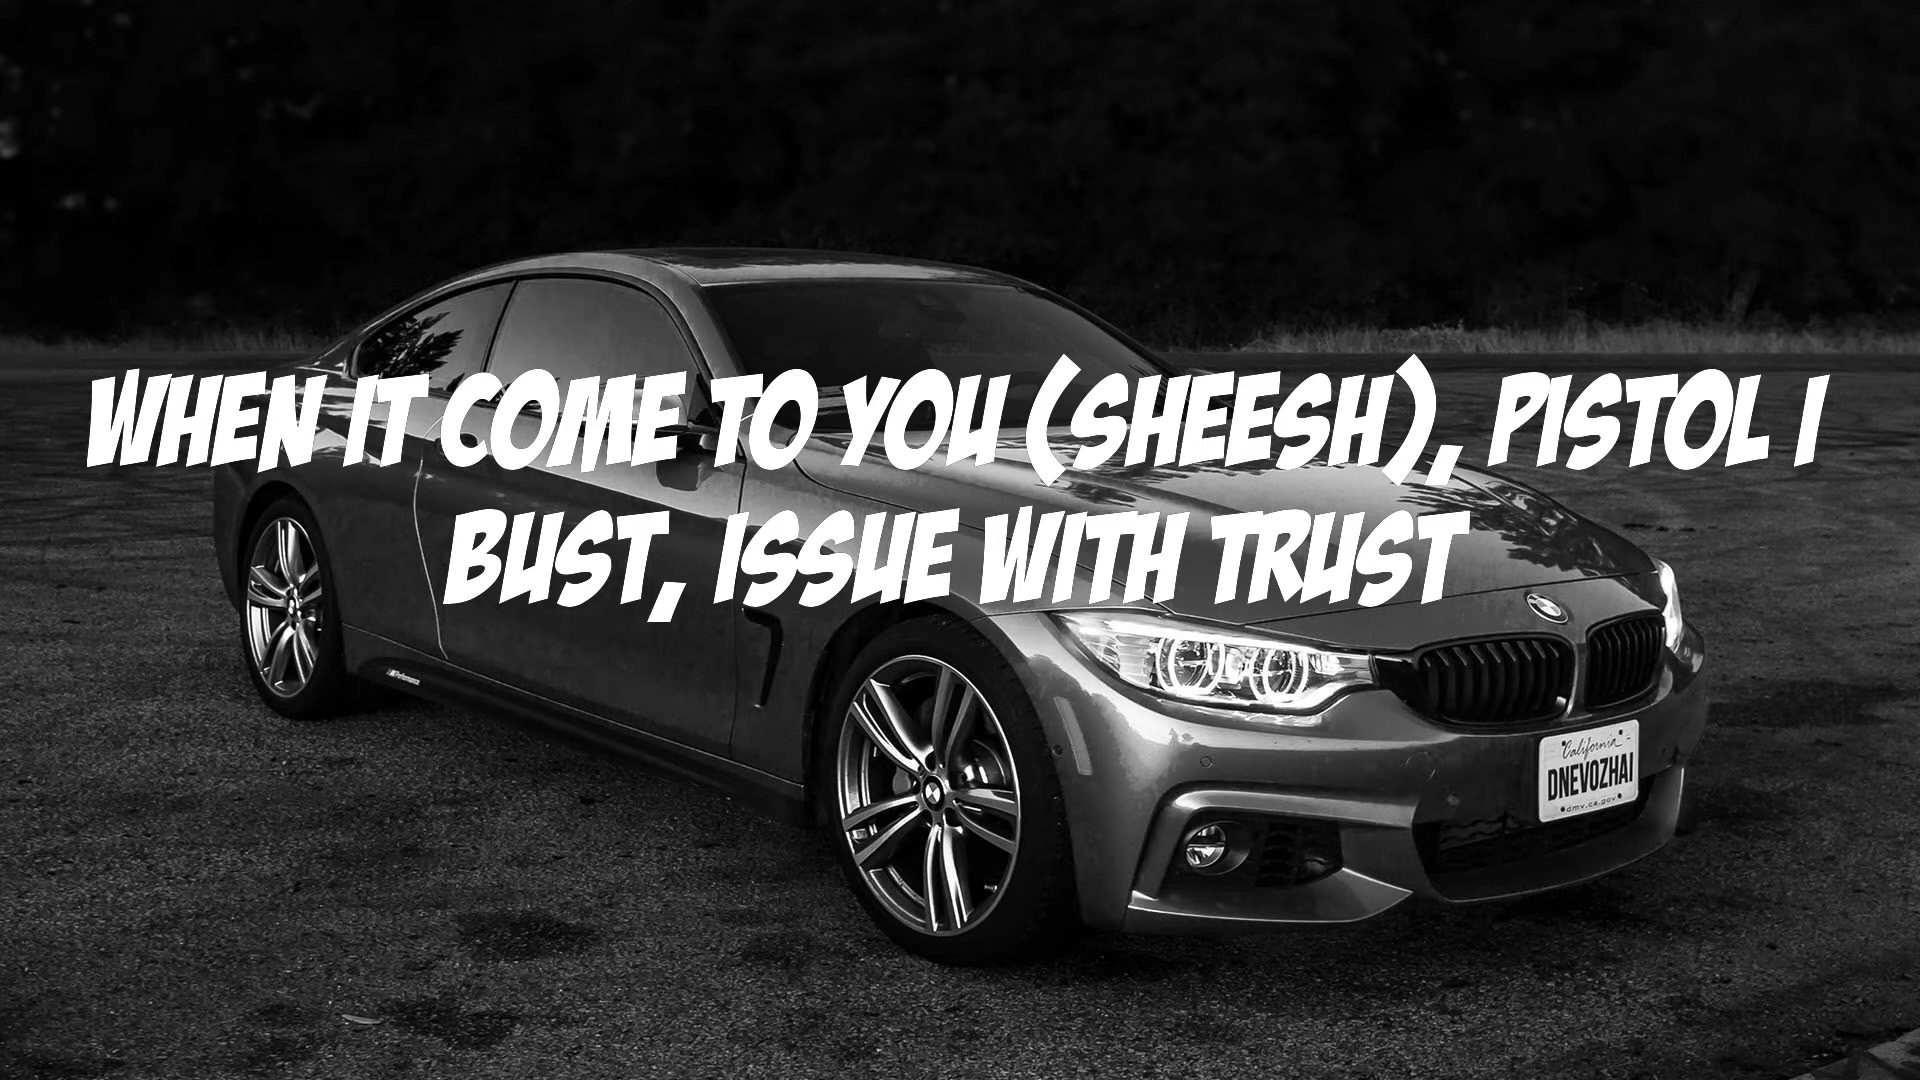 WHEN IT COME TO YOU (SHEESH), PISTOL I
BUST, ISSUE WITH TRUST
California
DNEVOZHAI
dmv.ca.gov